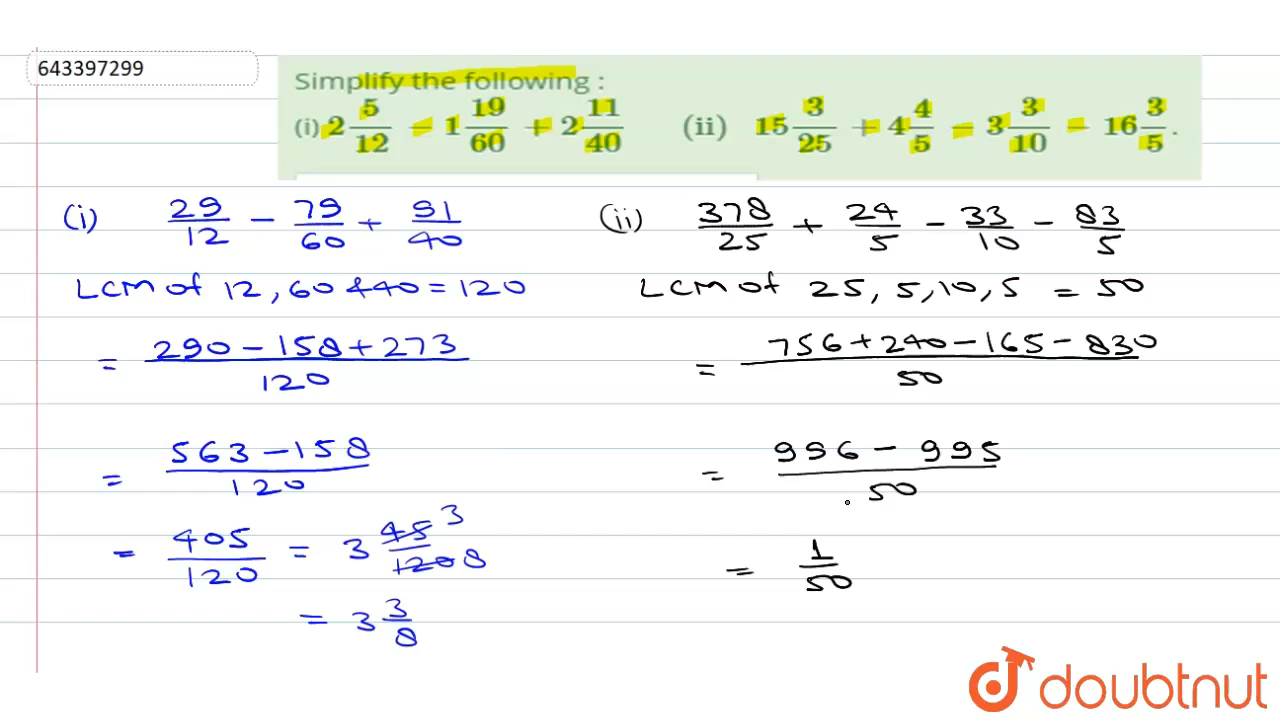 643397299
Simplify the following :
(i) 2 5/12 − 1 19/60 + 2 11/40 (ii) 15 3/25 + 4 4/5 − 3 3/10 − 16 3/5.
(i) 29/12 − 79/60 + 91/40
LCM of 12, 60 & 40 = 120
= (290 − 158 + 273)/120
= (563 − 158)/120
= 405/120 = 3 45/120 3 8
= 3 3/8
(ii) 378/25 + 24/5 − 33/10 − 83/5
LCM of 25, 5, 10, 5 = 50
= (756 + 240 − 165 − 830)/50
= (996 − 995)/50
= 1/50
doubtnut